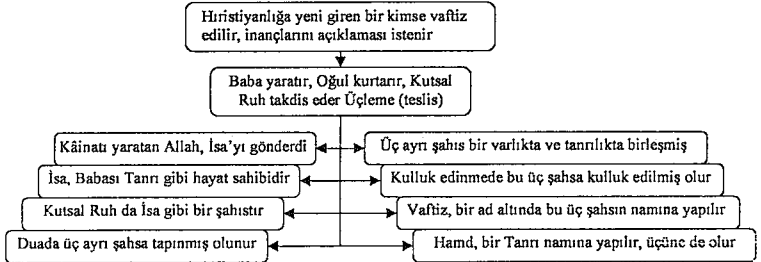 Hıristiyanlığa yeni giren bir kimse vaftiz
edilir, inançlarını açıklaması istenir
Baba yaratır, Oğul kurtarır, Kutsal
Ruh takdis eder Üçleme (teslis)
Kâinatı yaratan Allah, İsa'yı gönderdi
Üç ayrı şahıs bir varlıkta ve tanrılıkta birleşmiş
İsa, Babası Tanrı gibi hayat sahibidir
Kulluk edinmede bu üç şahsa kulluk edilmiş olur
Kutsal Ruh da İsa gibi bir şahıstır
Vaftiz, bir ad altında bu üç şahsın namına yapılır
Duada üç ayrı şahsa tapınmış olunur
Hamd, bir Tanrı namına yapılır, üçüne de olur